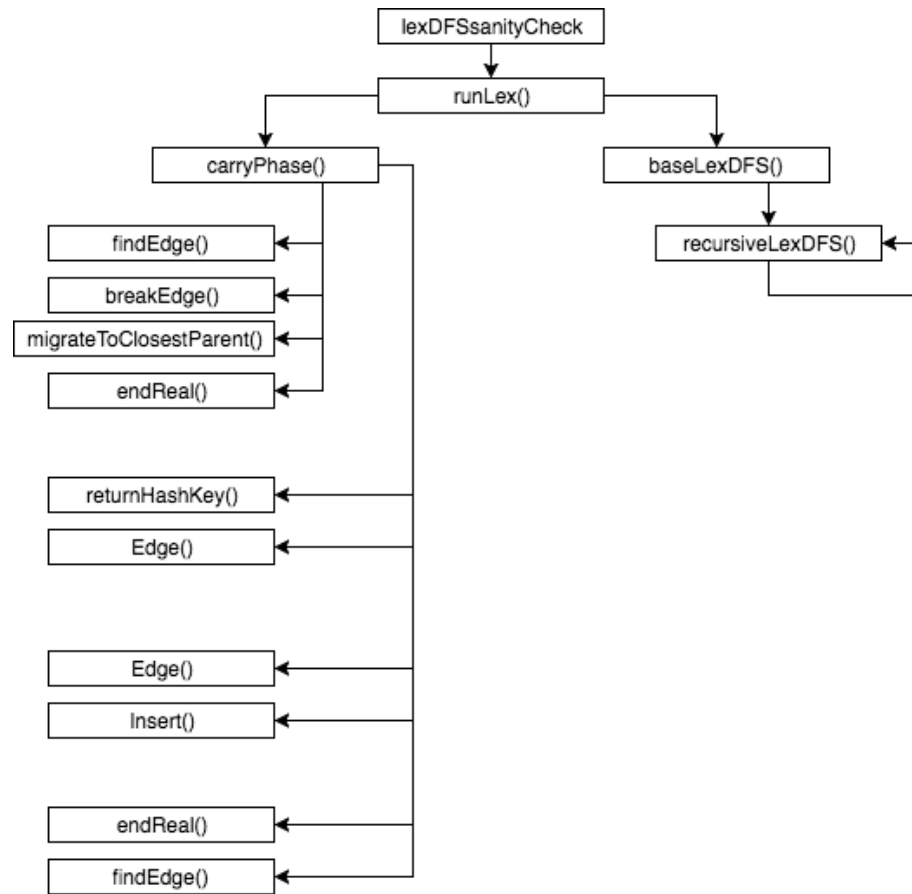 lexDFSsanityCheck
runLex()
carryPhase()
baseLexDFS()
findEdge()
recursiveLexDFS()
breakEdge()
migrateToClosestParent()
endReal()
returnHashKey()
Edge()
Edge()
Insert()
endReal()
findEdge()